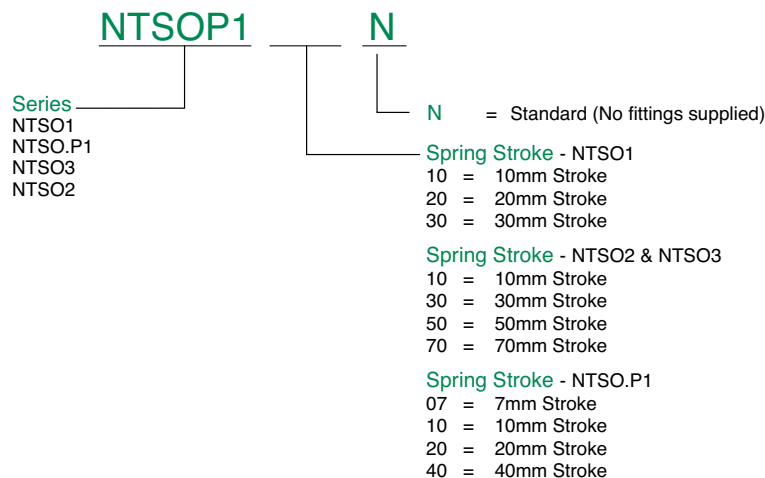 NTSOP1 N
Series
NTSO1
NTSO.P1
NTSO3
NTSO2
N = Standard (No fittings supplied)
Spring Stroke - NTSO1
10 = 10mm Stroke
20 = 20mm Stroke
30 = 30mm Stroke
Spring Stroke - NTSO2 & NTSO3
10 = 10mm Stroke
30 = 30mm Stroke
50 = 50mm Stroke
70 = 70mm Stroke
Spring Stroke - NTSO.P1
07 = 7mm Stroke
10 = 10mm Stroke
20 = 20mm Stroke
40 = 40mm Stroke